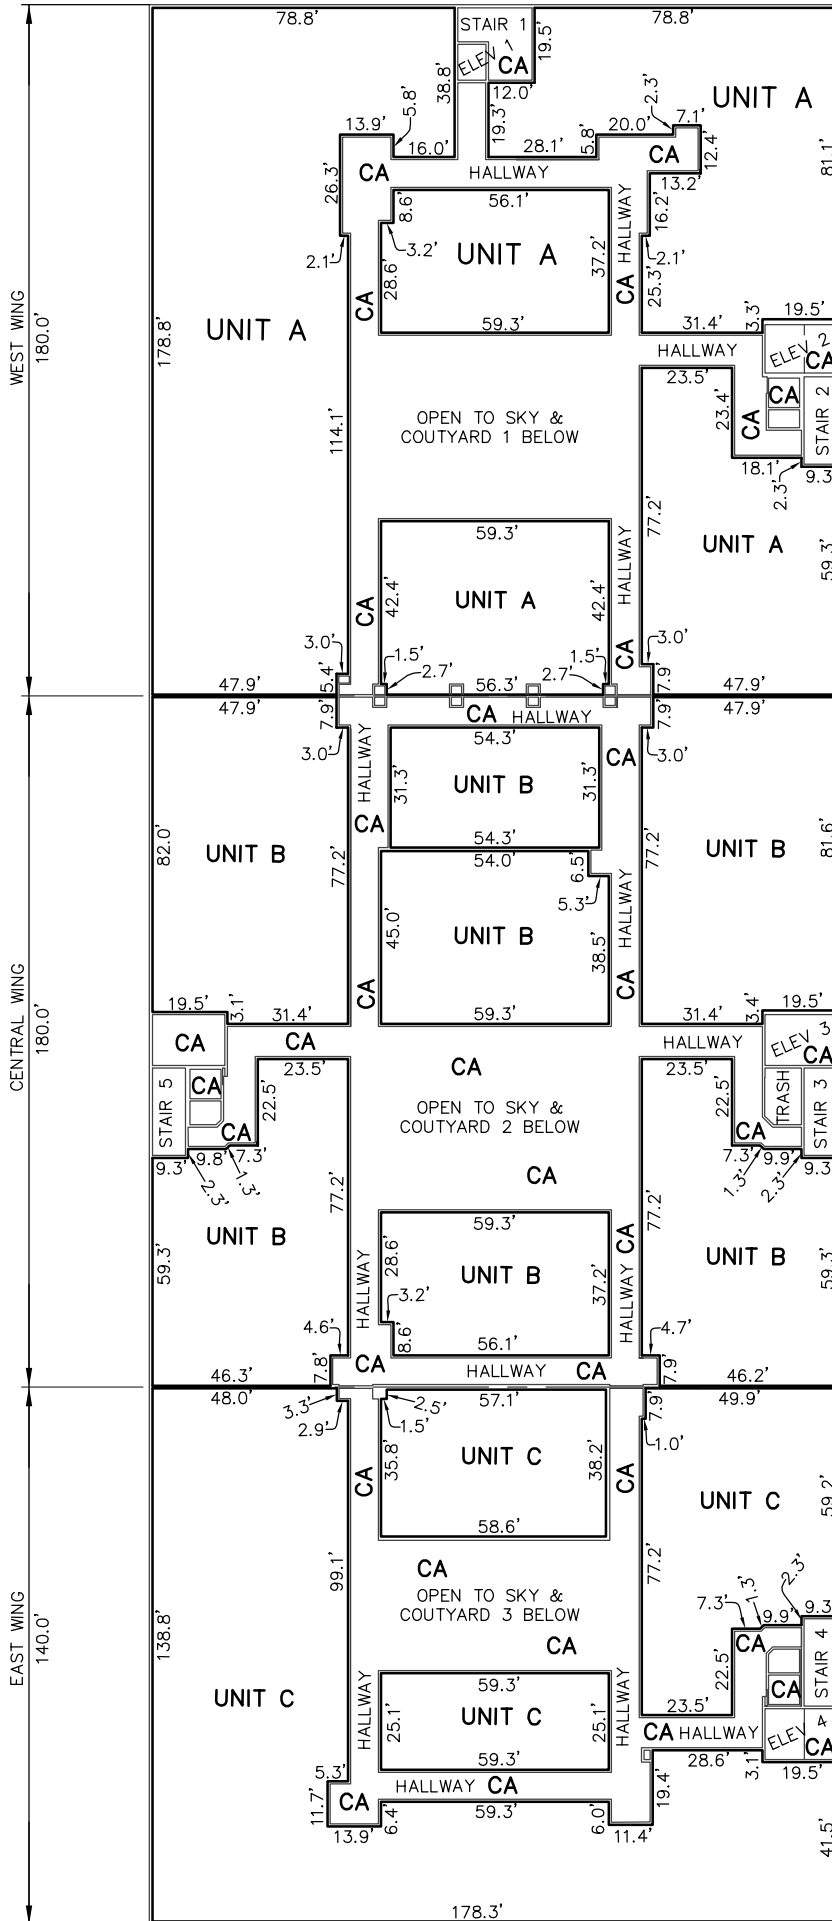 78.8'
STAIR 1
78.8'
19.5'
ELEV 1
CA
12.0'
38.8'
5.8'
13.9'
16.0'
19.3'
28.1'
5.8'
20.0'
2.3'
7.1'
12.4'
UNIT A
81.1'
CA
CA
HALLWAY
13.2'
26.3'
8.6'
56.1'
HALLWAY
16.2'
2.1'
3.2'
UNIT A
37.2'
2.1'
28.6'
CA
CA
25.3'
59.3'
31.4'
3.3'
19.5'
UNIT A
178.8'
WEST WING
180.0'
HALLWAY
ELEV 2
CA
23.5'
CA
23.4'
CA
STAIR 2
OPEN TO SKY &
COUTYARD 1 BELOW
114.1'
18.1'
2.3'
9.3'
77.2'
59.3'
UNIT A
59.3'
HALLWAY
42.4'
UNIT A
42.4'
CA
CA
3.0'
5.4'
1.5'
2.7'
1.5'
2.7'
3.0'
7.9'
47.9'
56.3'
47.9'
47.9'
7.9'
CA
HALLWAY
7.9'
47.9'
3.0'
54.3'
3.0'
HALLWAY
31.3'
UNIT B
31.3'
CA
CA
82.0'
UNIT B
77.2'
54.3'
54.0'
6.5'
5.3'
77.2'
UNIT B
81.6'
45.0'
UNIT B
38.5'
HALLWAY
CA
CA
CENTRAL WING
180.0'
19.5'
3.1'
31.4'
59.3'
31.4'
3.4'
19.5'
CA
CA
HALLWAY
ELEV 3
CA
23.5'
CA
23.5'
CA
STAIR 5
22.5'
OPEN TO SKY &
COUTYARD 2 BELOW
22.5'
TRASH
STAIR 3
CA
9.3'
9.8'
7.3'
2.3'
1.3'
CA
7.3'
9.9'
9.3'
1.3'
2.3'
CA
77.2'
77.2'
59.3'
UNIT B
59.3'
28.6'
UNIT B
37.2'
CA
UNIT B
59.3'
HALLWAY
3.2'
HALLWAY
4.6'
8.6'
56.1'
4.7'
7.8'
CA
HALLWAY
CA
7.9'
46.3'
46.2'
48.0'
3.3'
2.9'
2.5'
1.5'
57.1'
7.9'
49.9'
1.0'
35.8'
UNIT C
38.2'
CA
CA
UNIT C
59.2'
58.6'
99.1'
CA
OPEN TO SKY &
COUTYARD 3 BELOW
77.2'
7.3'
1.3'
2.3'
9.9'
9.3'
CA
CA
STAIR 4
EAST WING
140.0'
138.8'
UNIT C
HALLWAY
59.3'
25.1'
UNIT C
25.1'
HALLWAY
22.5'
CA
23.5'
CA
HALLWAY
ELEV 4
CA
59.3'
28.6'
3.1'
19.5'
5.3'
HALLWAY
CA
11.7'
CA
59.3'
19.4'
13.9'
6.4'
6.0'
11.4'
41.5'
178.3'